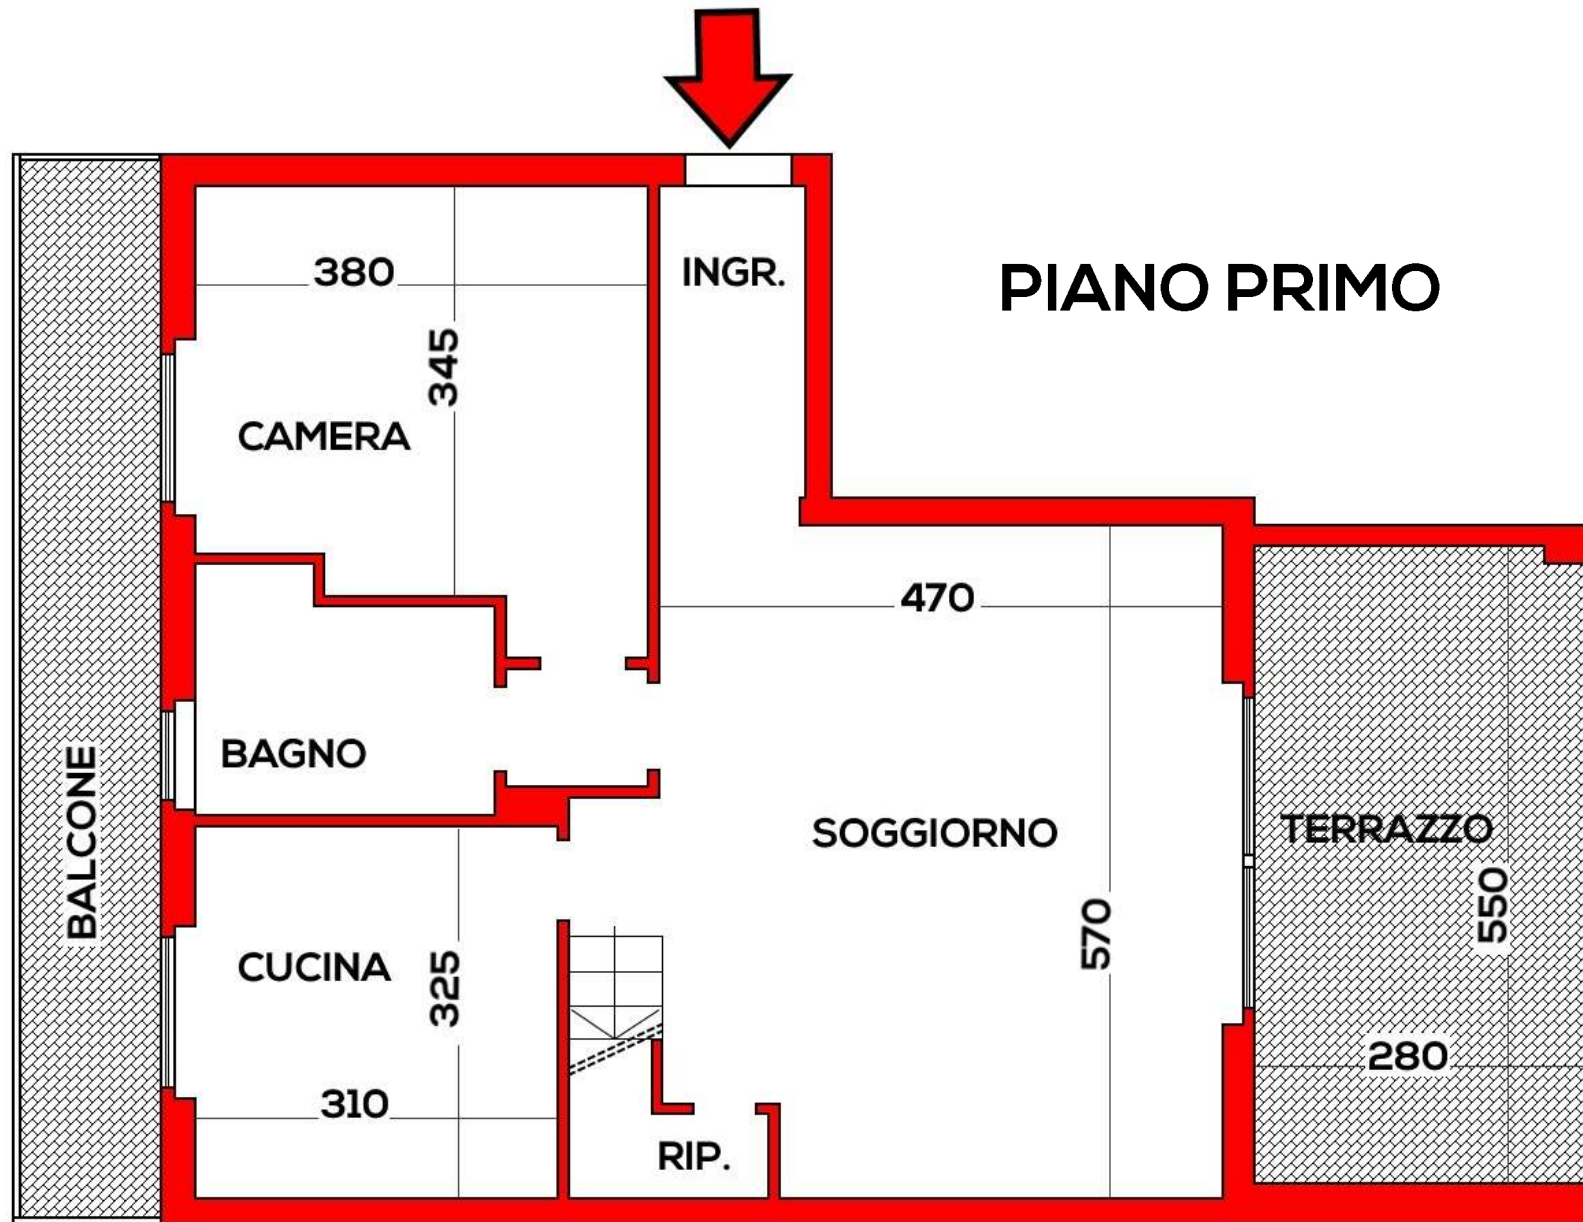 PIANO PRIMO
380
INGR.
345
CAMERA
470
BAGNO
BALCONE
SOGGIORNO
TERRAZZO
550
570
CUCINA
325
280
310
RIP.